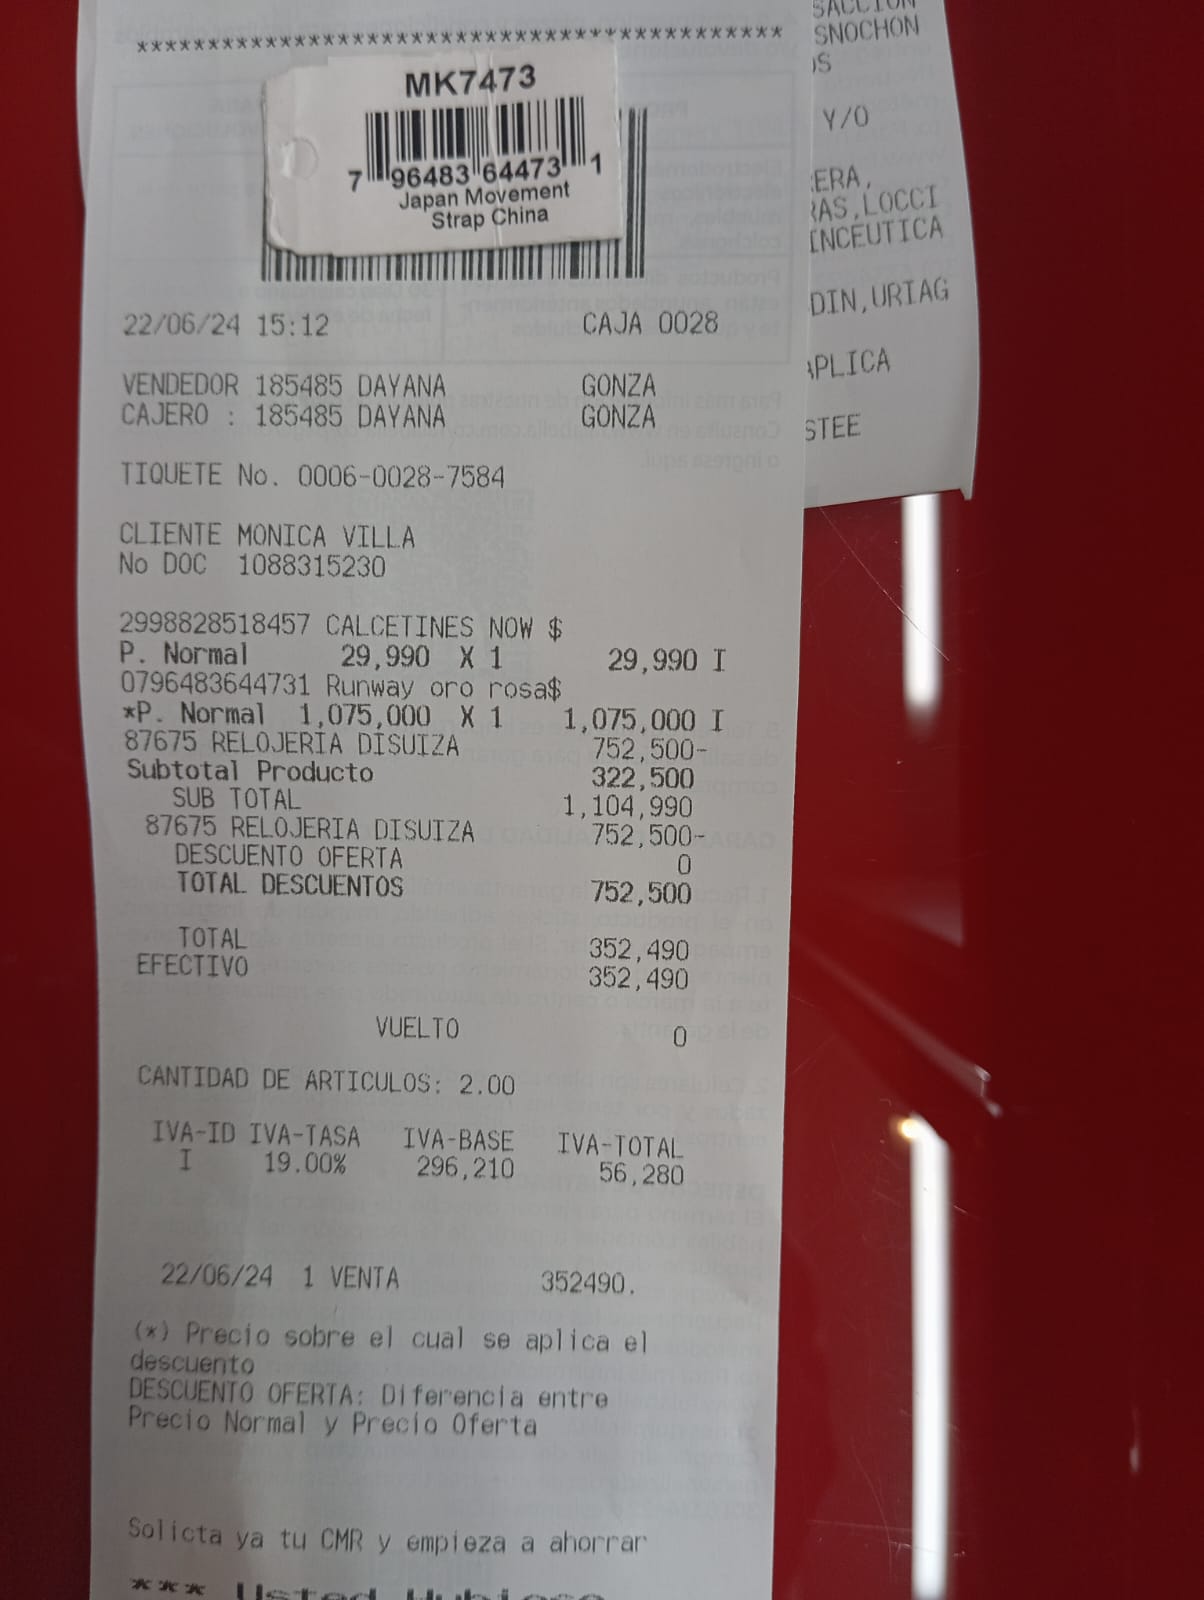 ******************************************
MK7473
7 96483 64473 1
Japan Movement
Strap China
22/06/24 15:12 CAJA 0028
VENDEDOR 185485 DAYANA GONZA
CAJERO : 185485 DAYANA GONZA
TIQUETE No. 0006-0028-7584
CLIENTE MONICA VILLA
No DOC 1088315230
2998828518457 CALCETINES NOW $
P. Normal 29,990 X 1 29,990 I
0796483644731 Runway oro rosa$
*P. Normal 1,075,000 X 1 1,075,000 I
87675 RELOJERIA DISUIZA 752,500-
Subtotal Producto 322,500
SUB TOTAL 1,104,990
87675 RELOJERIA DISUIZA 752,500-
DESCUENTO OFERTA 0
TOTAL DESCUENTOS 752,500
TOTAL 352,490
EFECTIVO 352,490
VUELTO 0
CANTIDAD DE ARTICULOS: 2.00
IVA-ID IVA-TASA IVA-BASE IVA-TOTAL
I 19.00% 296,210 56,280
22/06/24 1 VENTA 352490.
(*) Precio sobre el cual se aplica el
descuento
DESCUENTO OFERTA: Diferencia entre
Precio Normal y Precio Oferta
Solicta ya tu CMR y empieza a ahorrar
*** Usted
SACCION
SNOCHON
OS
Y/O
ERA,
RAS,LOCCI
INCEUTICA
DIN,URIAG
APLICA
STEE